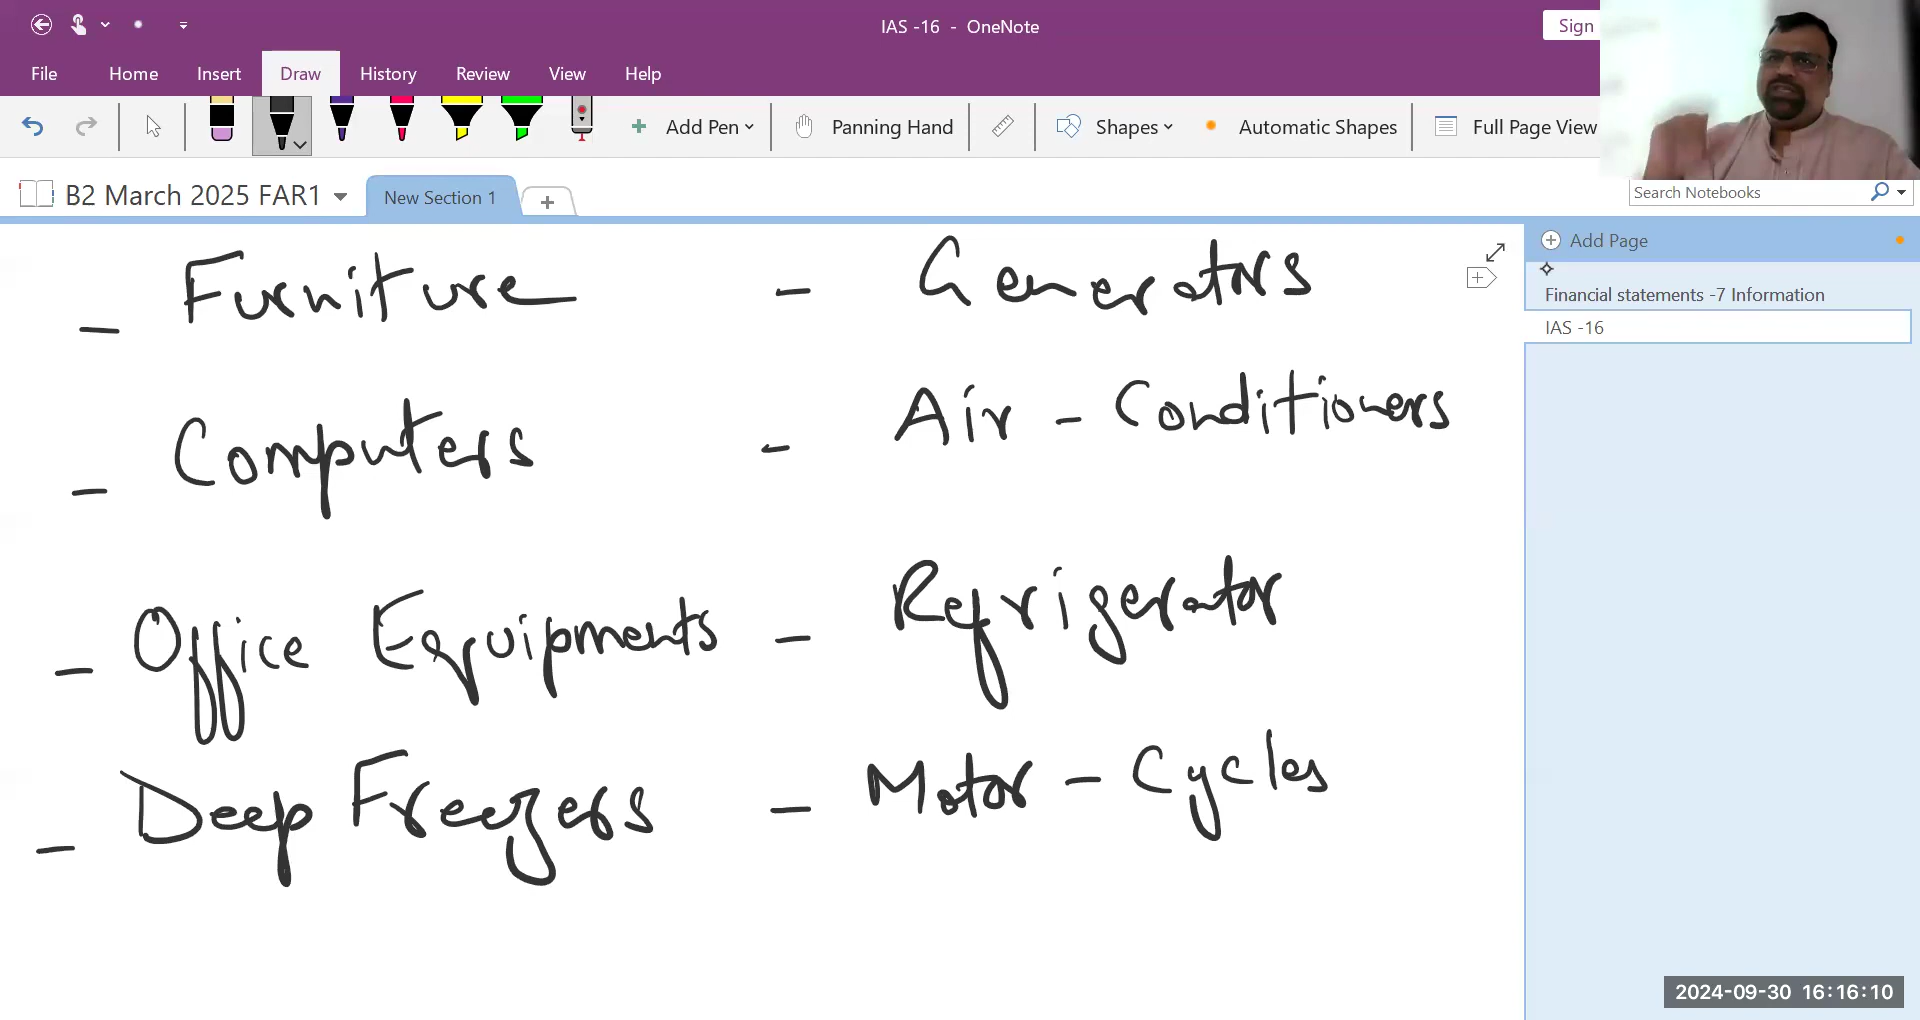 IAS -16 - OneNote
Sign
File Home Insert Draw History Review View Help
Add Pen Panning Hand Shapes Automatic Shapes Full Page View
B2 March 2025 FAR1 New Section 1
Search Notebooks
Add Page
Financial statements -7 Information
IAS -16
- Furniture - Generators
- Computers - Air - Conditioners
- Office Equipments - Refrigerator
- Deep Freezers - Motor - Cycles
2024-09-30 16:16:10